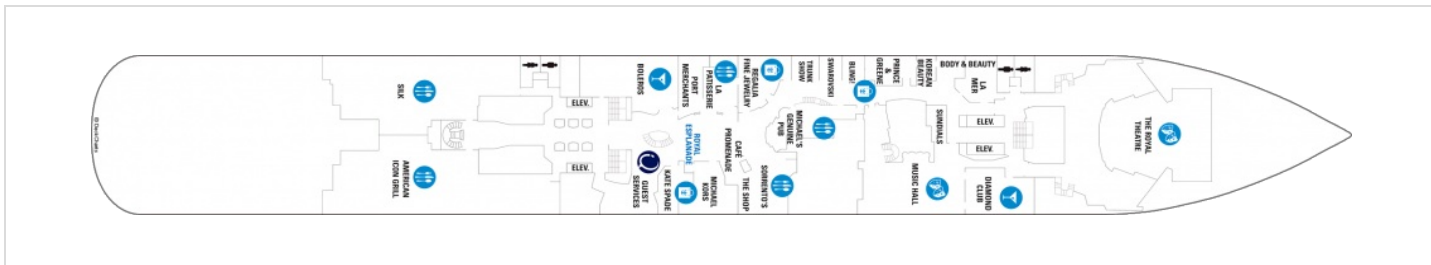 © CruiseDeckPlans
SILK
AMERICAN
ICON GRILL
ELEV.
ELEV.
BOLEROS
GUEST
SERVICES
KATE SPADE
PORT
MERCHANTS
ROYAL
ESPLANADE
LA
PATISSERIE
MICHAEL
KORS
CAFÉ
PROMENADE
REGALIA
FINE JEWELRY
THE SHOP
SORRENTO'S
TRUNK
SHOW
MICHAEL'S
GENUINE
PUB
SWAROVSKI
BLING!
PRINCE
&
GREENE
KOREAN
BEAUTY
BODY & BEAUTY
LA
MER
SUNDIALS
ELEV.
ELEV.
MUSIC HALL
DIAMOND
CLUB
THE ROYAL
THEATRE